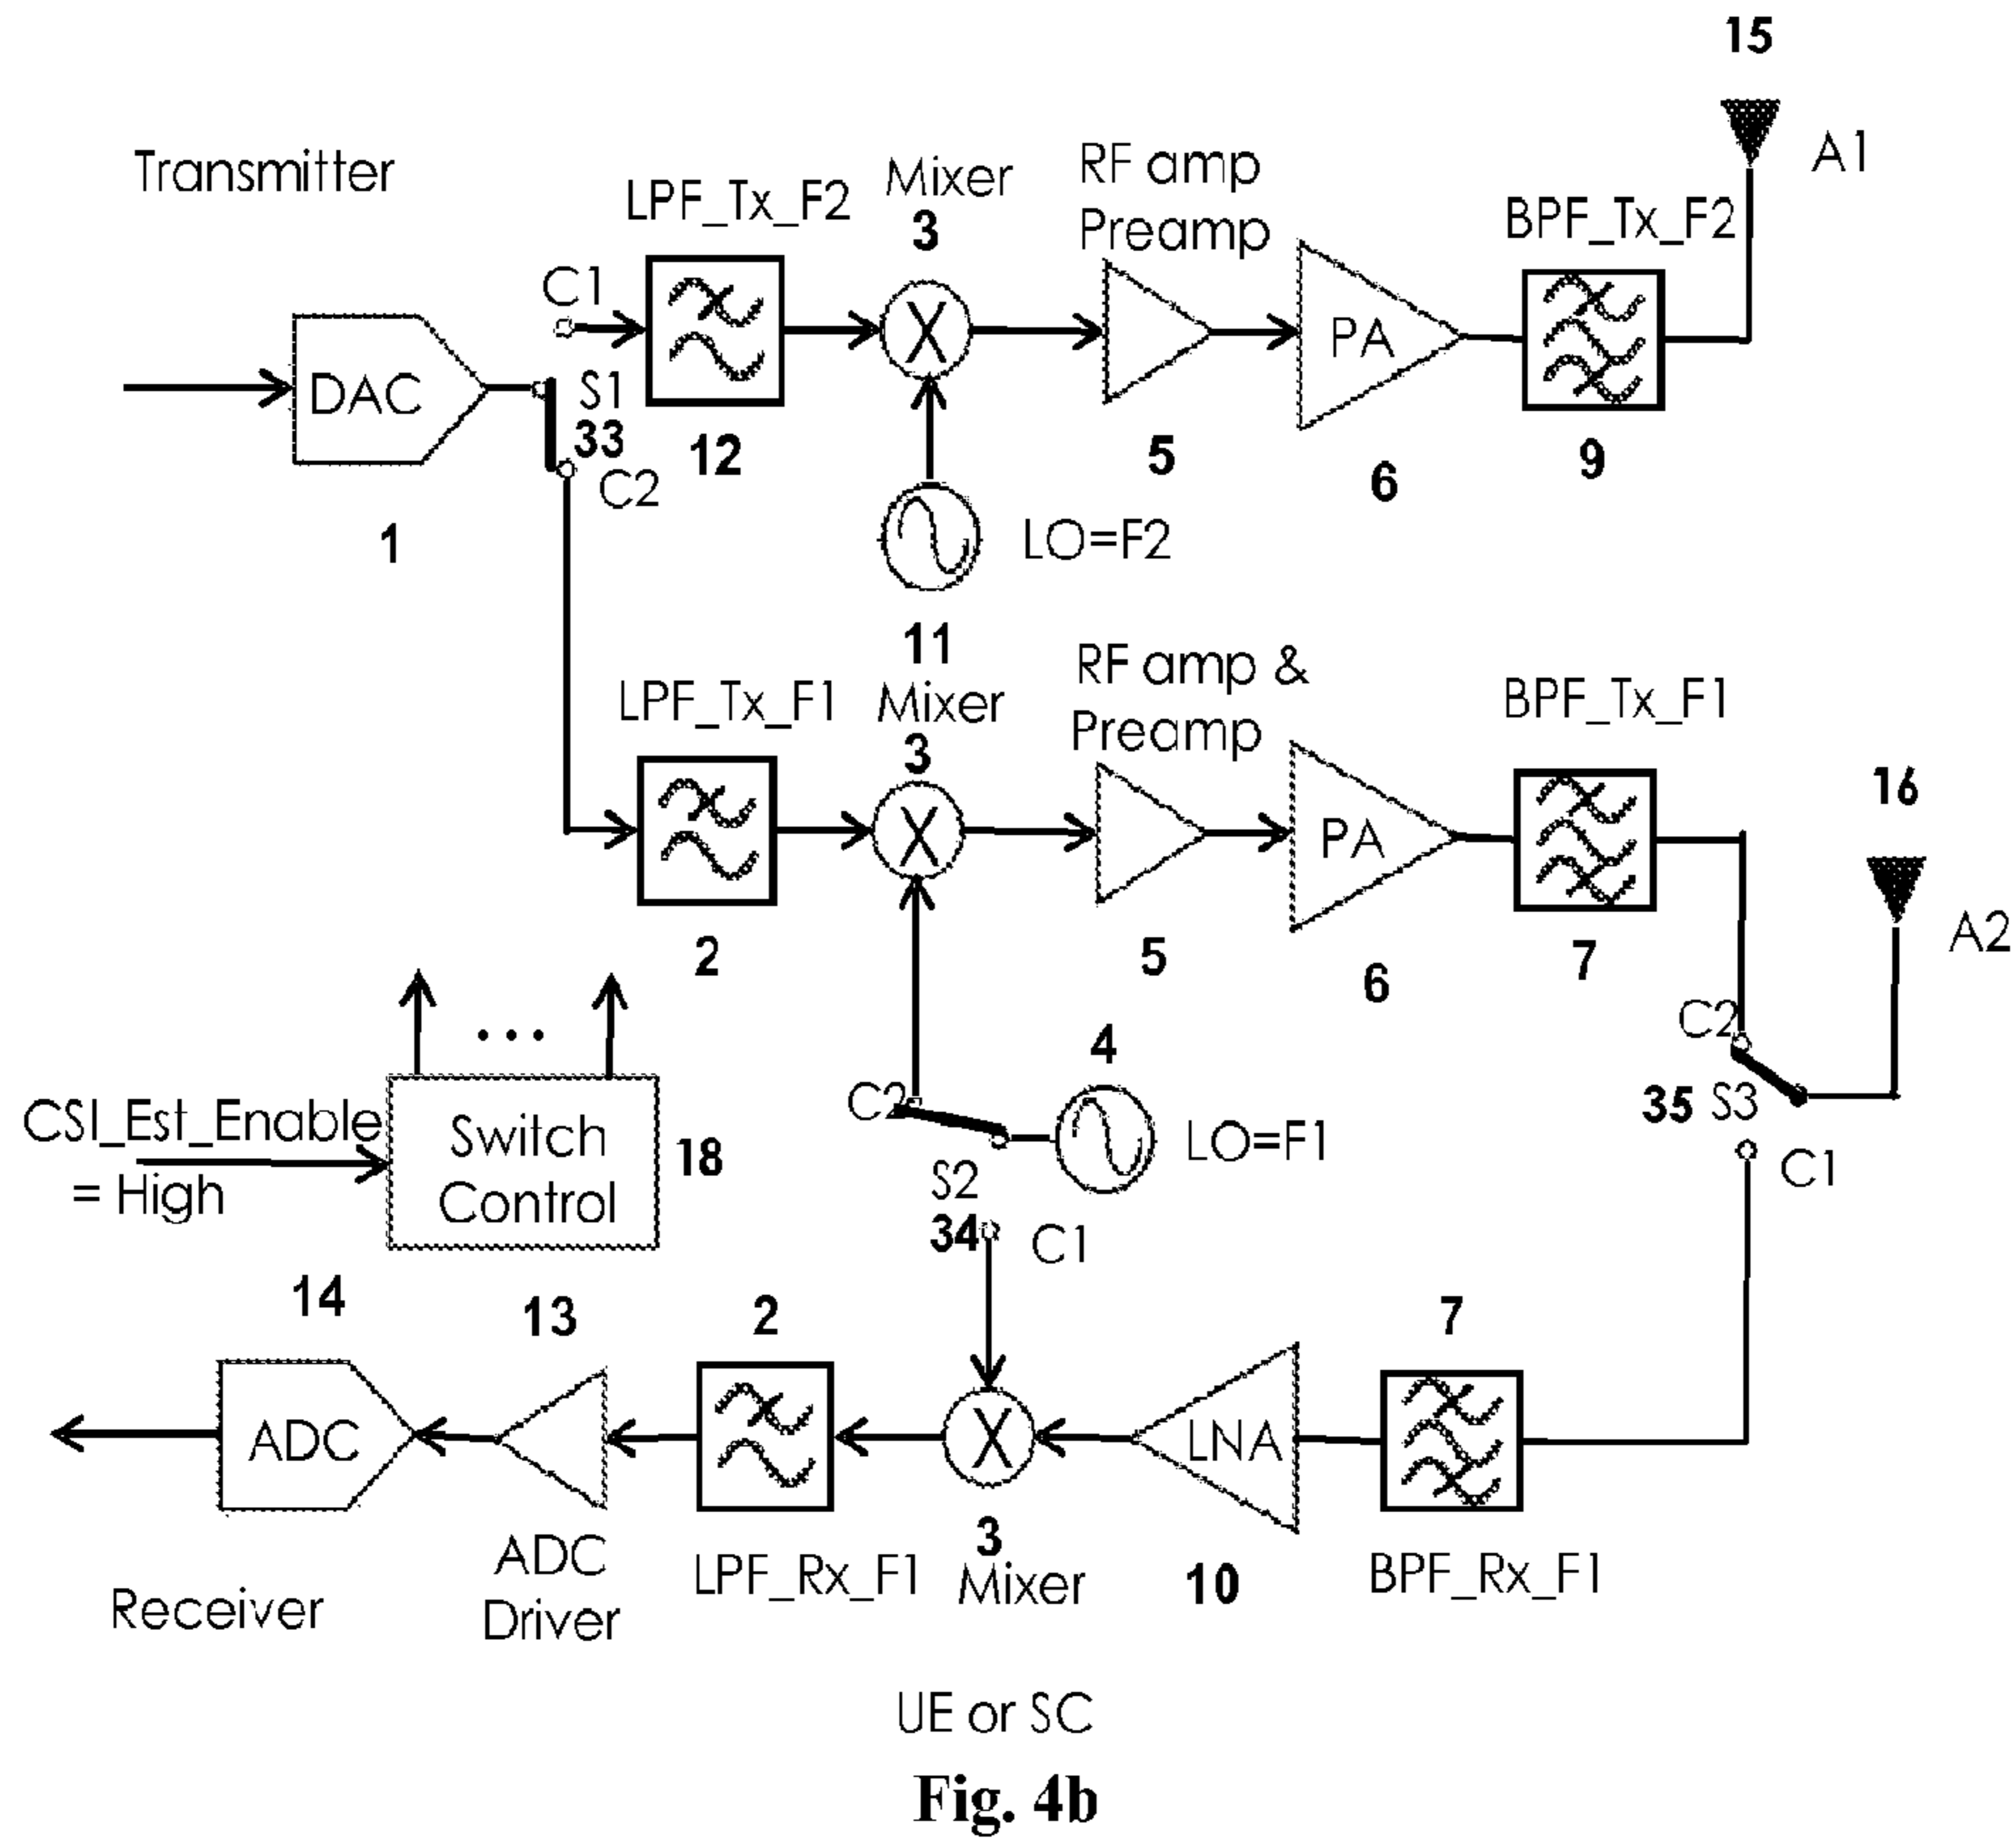 15
A1
Transmitter
LPF_Tx_F2
Mixer
3
RF amp
Preamp
BPF_Tx_F2
C1
DAC
S1
33
C2
1
12
X
5
PA
6
9
LO=F2
11
LPF_Tx_F1
Mixer
3
RF amp &
Preamp
BPF_Tx_F1
16
A2
X
PA
2
5
6
7
C2
35 S3
C1
4
C2
LO=F1
S2
34
C1
CSI_Est_Enable
= High
Switch
Control
18
14
13
2
7
ADC
X
LNA
ADC
Driver
LPF_Rx_F1
3
Mixer
10
BPF_Rx_F1
Receiver
UE or SC
Fig. 4b